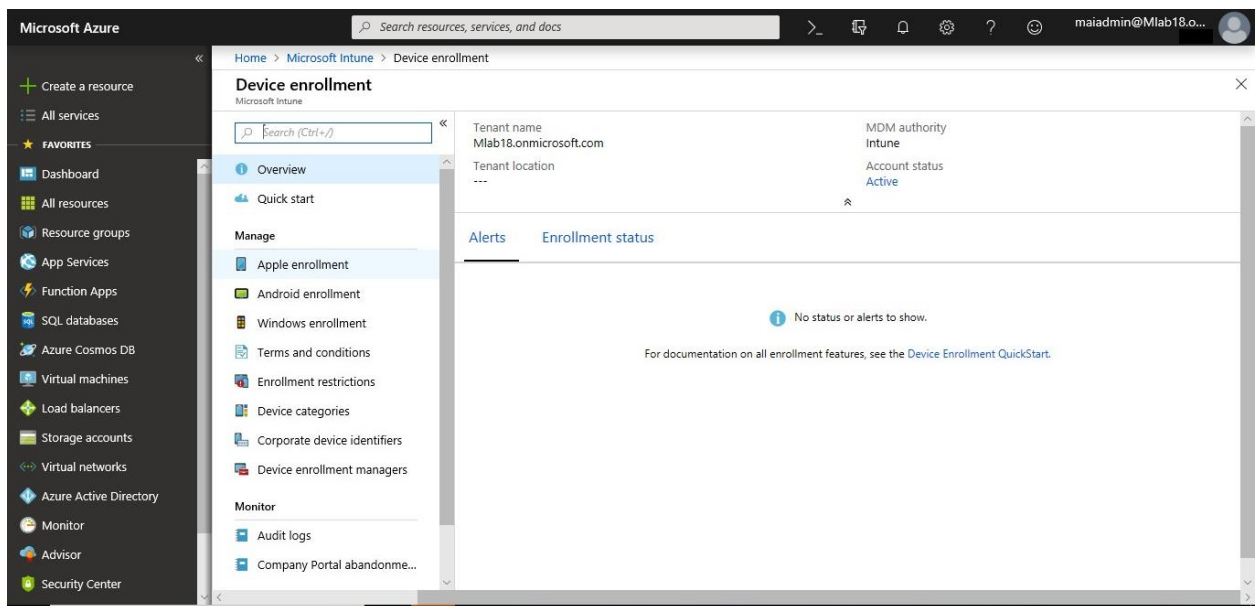 Microsoft Azure
Search resources, services, and docs
maiadmin@Mlab18.o...
Create a resource
All services
FAVORITES
Dashboard
All resources
Resource groups
App Services
Function Apps
SQL databases
Azure Cosmos DB
Virtual machines
Load balancers
Storage accounts
Virtual networks
Azure Active Directory
Monitor
Advisor
Security Center
Home > Microsoft Intune > Device enrollment
Device enrollment
Microsoft Intune
Search (Ctrl+/)
Overview
Quick start
Manage
Apple enrollment
Android enrollment
Windows enrollment
Terms and conditions
Enrollment restrictions
Device categories
Corporate device identifiers
Device enrollment managers
Monitor
Audit logs
Company Portal abandonme...
Tenant name
Mlab18.onmicrosoft.com
Tenant location
---
MDM authority
Intune
Account status
Active
Alerts
Enrollment status
No status or alerts to show.
For documentation on all enrollment features, see the Device Enrollment QuickStart.